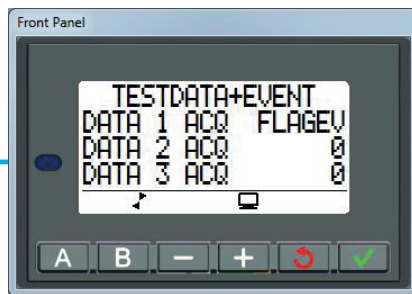 Front Panel
TESTDATA+EVENT
DATA 1 ACQ FLAGEV
DATA 2 ACQ 0
DATA 3 ACQ 0
A B − +